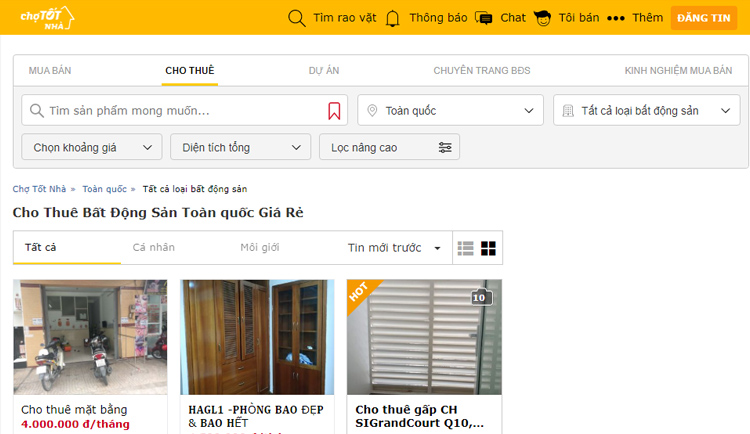 chợTỐT
NHÀ
Tìm rao vặt
Thông báo
Chat
Tôi bán
Thêm
ĐĂNG TIN
MUA BÁN
CHO THUÊ
DỰ ÁN
CHUYÊN TRANG BĐS
KINH NGHIỆM MUA BÁN
Tìm sản phẩm mong muốn...
Toàn quốc
Tất cả loại bất động sản
Chọn khoảng giá
Diện tích tổng
Lọc nâng cao
Chợ Tốt Nhà » Toàn quốc » Tất cả loại bất động sản
Cho Thuê Bất Động Sản Toàn quốc Giá Rẻ
Tất cả
Cá nhân
Môi giới
Tin mới trước
HOT
10
Cho thuê mặt bằng
4.000.000 đ/tháng
HAGL1 -PHÒNG BAO ĐẸP
& BAO HẾT
Cho thuê gấp CH
SIGrandCourt Q10,...